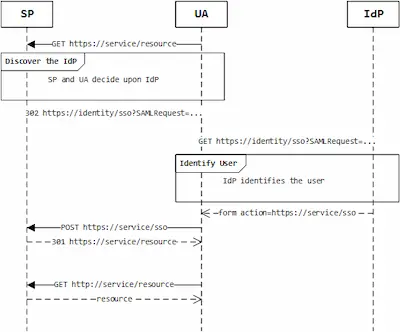 SP UA IdP
GET https://service/resource
Discover the IdP
SP and UA decide upon IdP
302 https://identity/sso?SAMLRequest=...
GET https://identity/sso?SAMLRequest=...
Identify User
IdP identifies the user
form action=https://service/sso
POST https://service/sso
301 https://service/resource
GET http://service/resource
resource